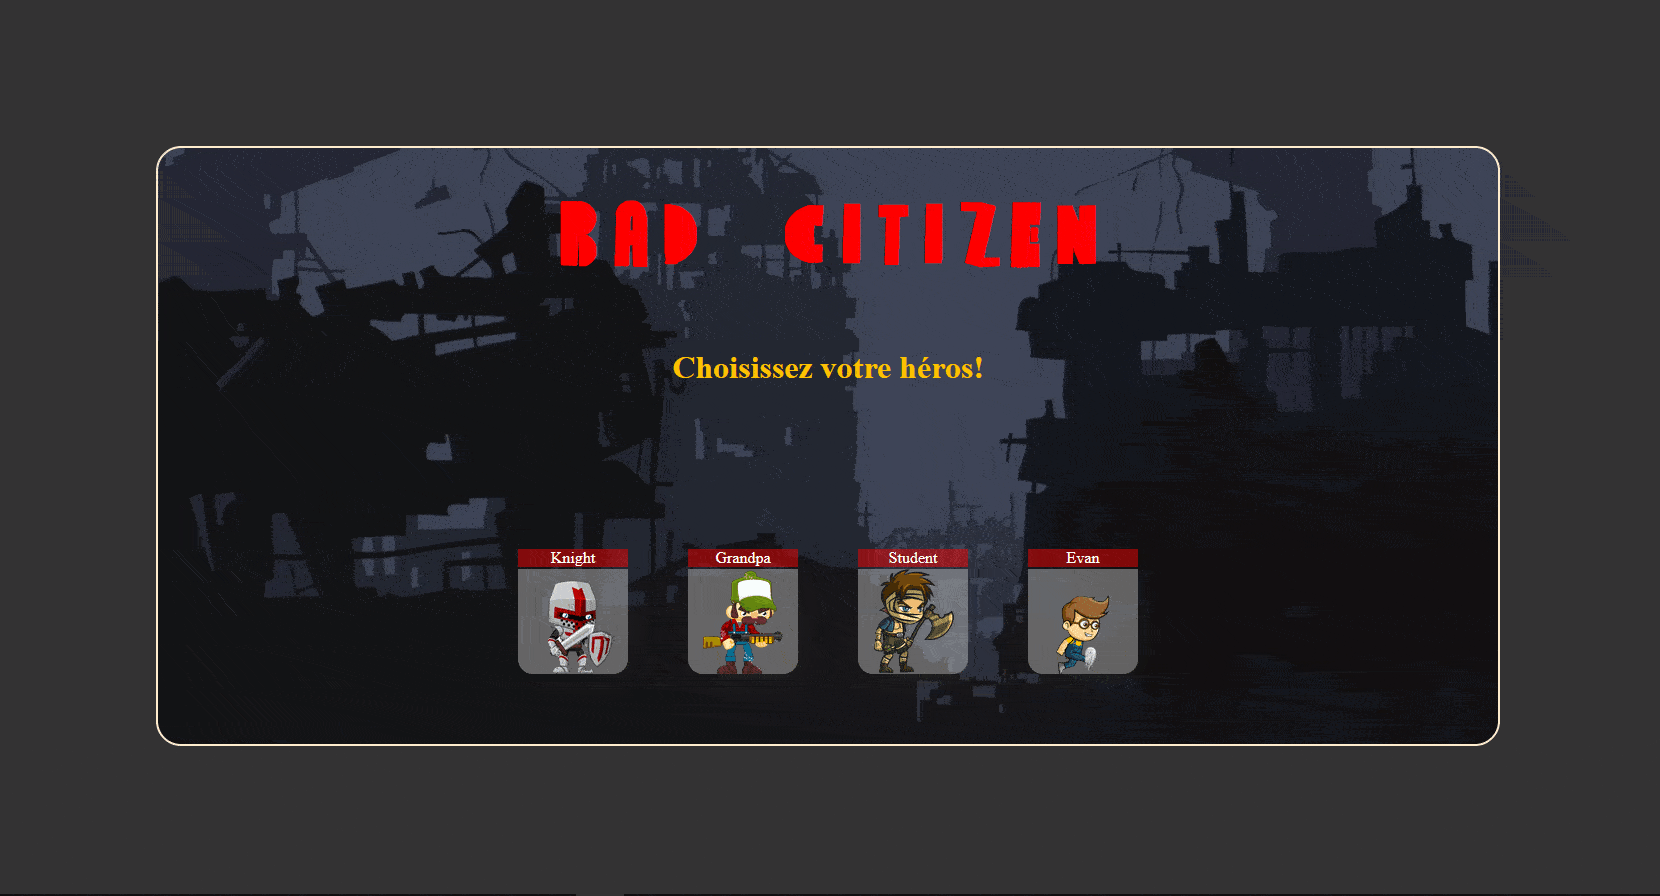 BAD CITIZEN
Choisissez votre héros!
Knight
Grandpa
Student
Evan